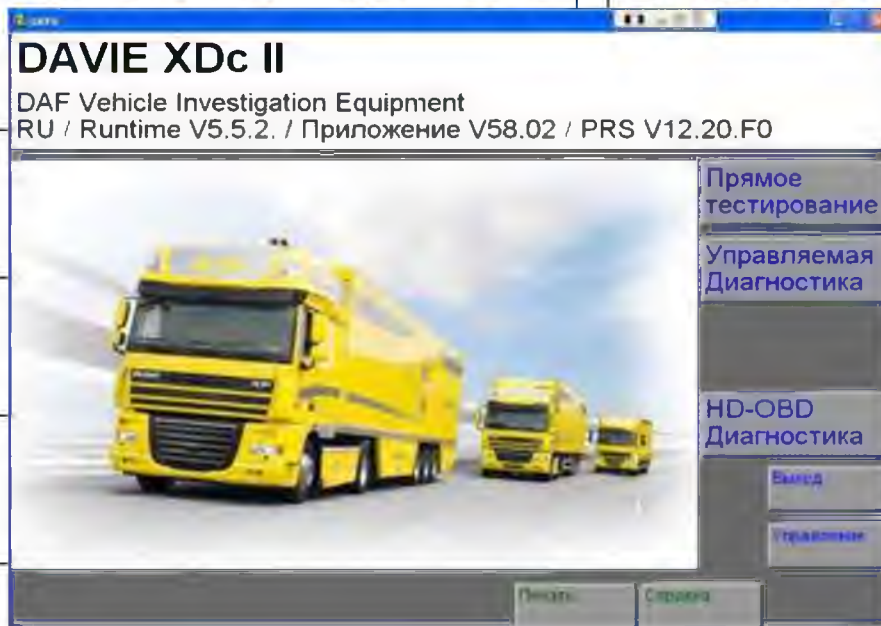 DAVIE XDc II
DAF Vehicle Investigation Equipment
RU / Runtime V5.5.2. / Приложение V58.02 / PRS V12.20.F0
Прямое
тестирование
Управляемая
Диагностика
HD-OBD
Диагностика
Выход
Управление
Печать
Справка